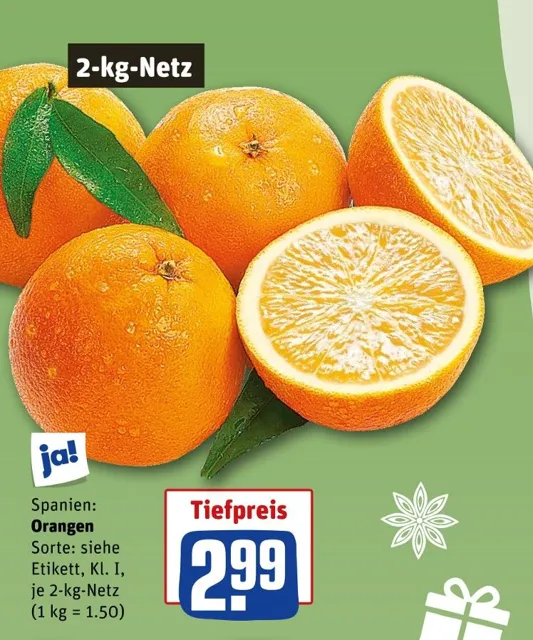 2-kg-Netz
ja!
Spanien:
Orangen
Sorte: siehe
Etikett, Kl. I,
je 2-kg-Netz
(1 kg = 1.50)
Tiefpreis
2.99